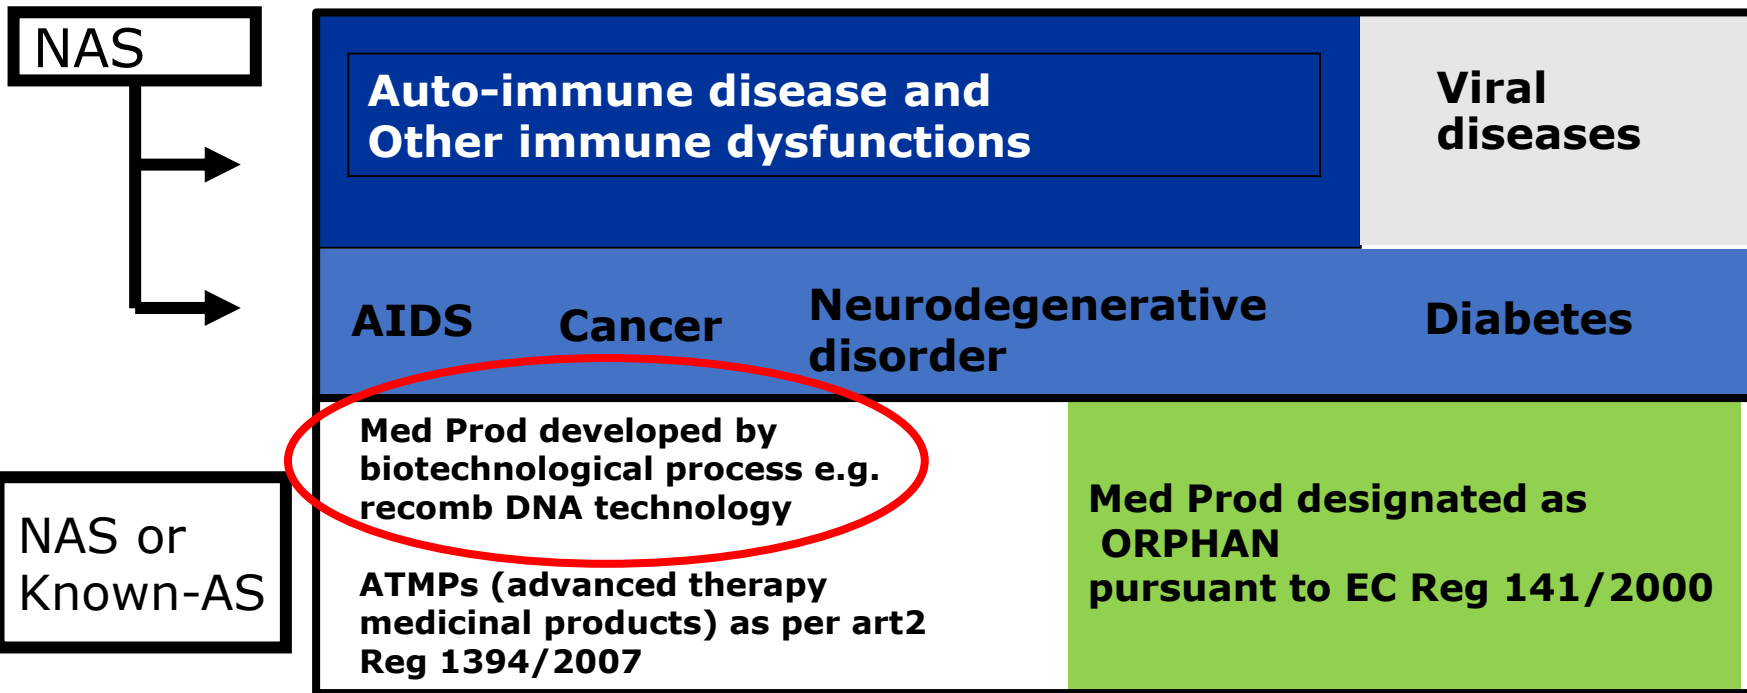 NAS
Auto-immune disease and
Other immune dysfunctions
Viral
diseases
AIDS
Cancer
Neurodegenerative
disorder
Diabetes
Med Prod developed by
biotechnological process e.g.
recomb DNA technology
NAS or
Known-AS
ATMPs (advanced therapy
medicinal products) as per art2
Reg 1394/2007
Med Prod designated as
ORPHAN
pursuant to EC Reg 141/2000